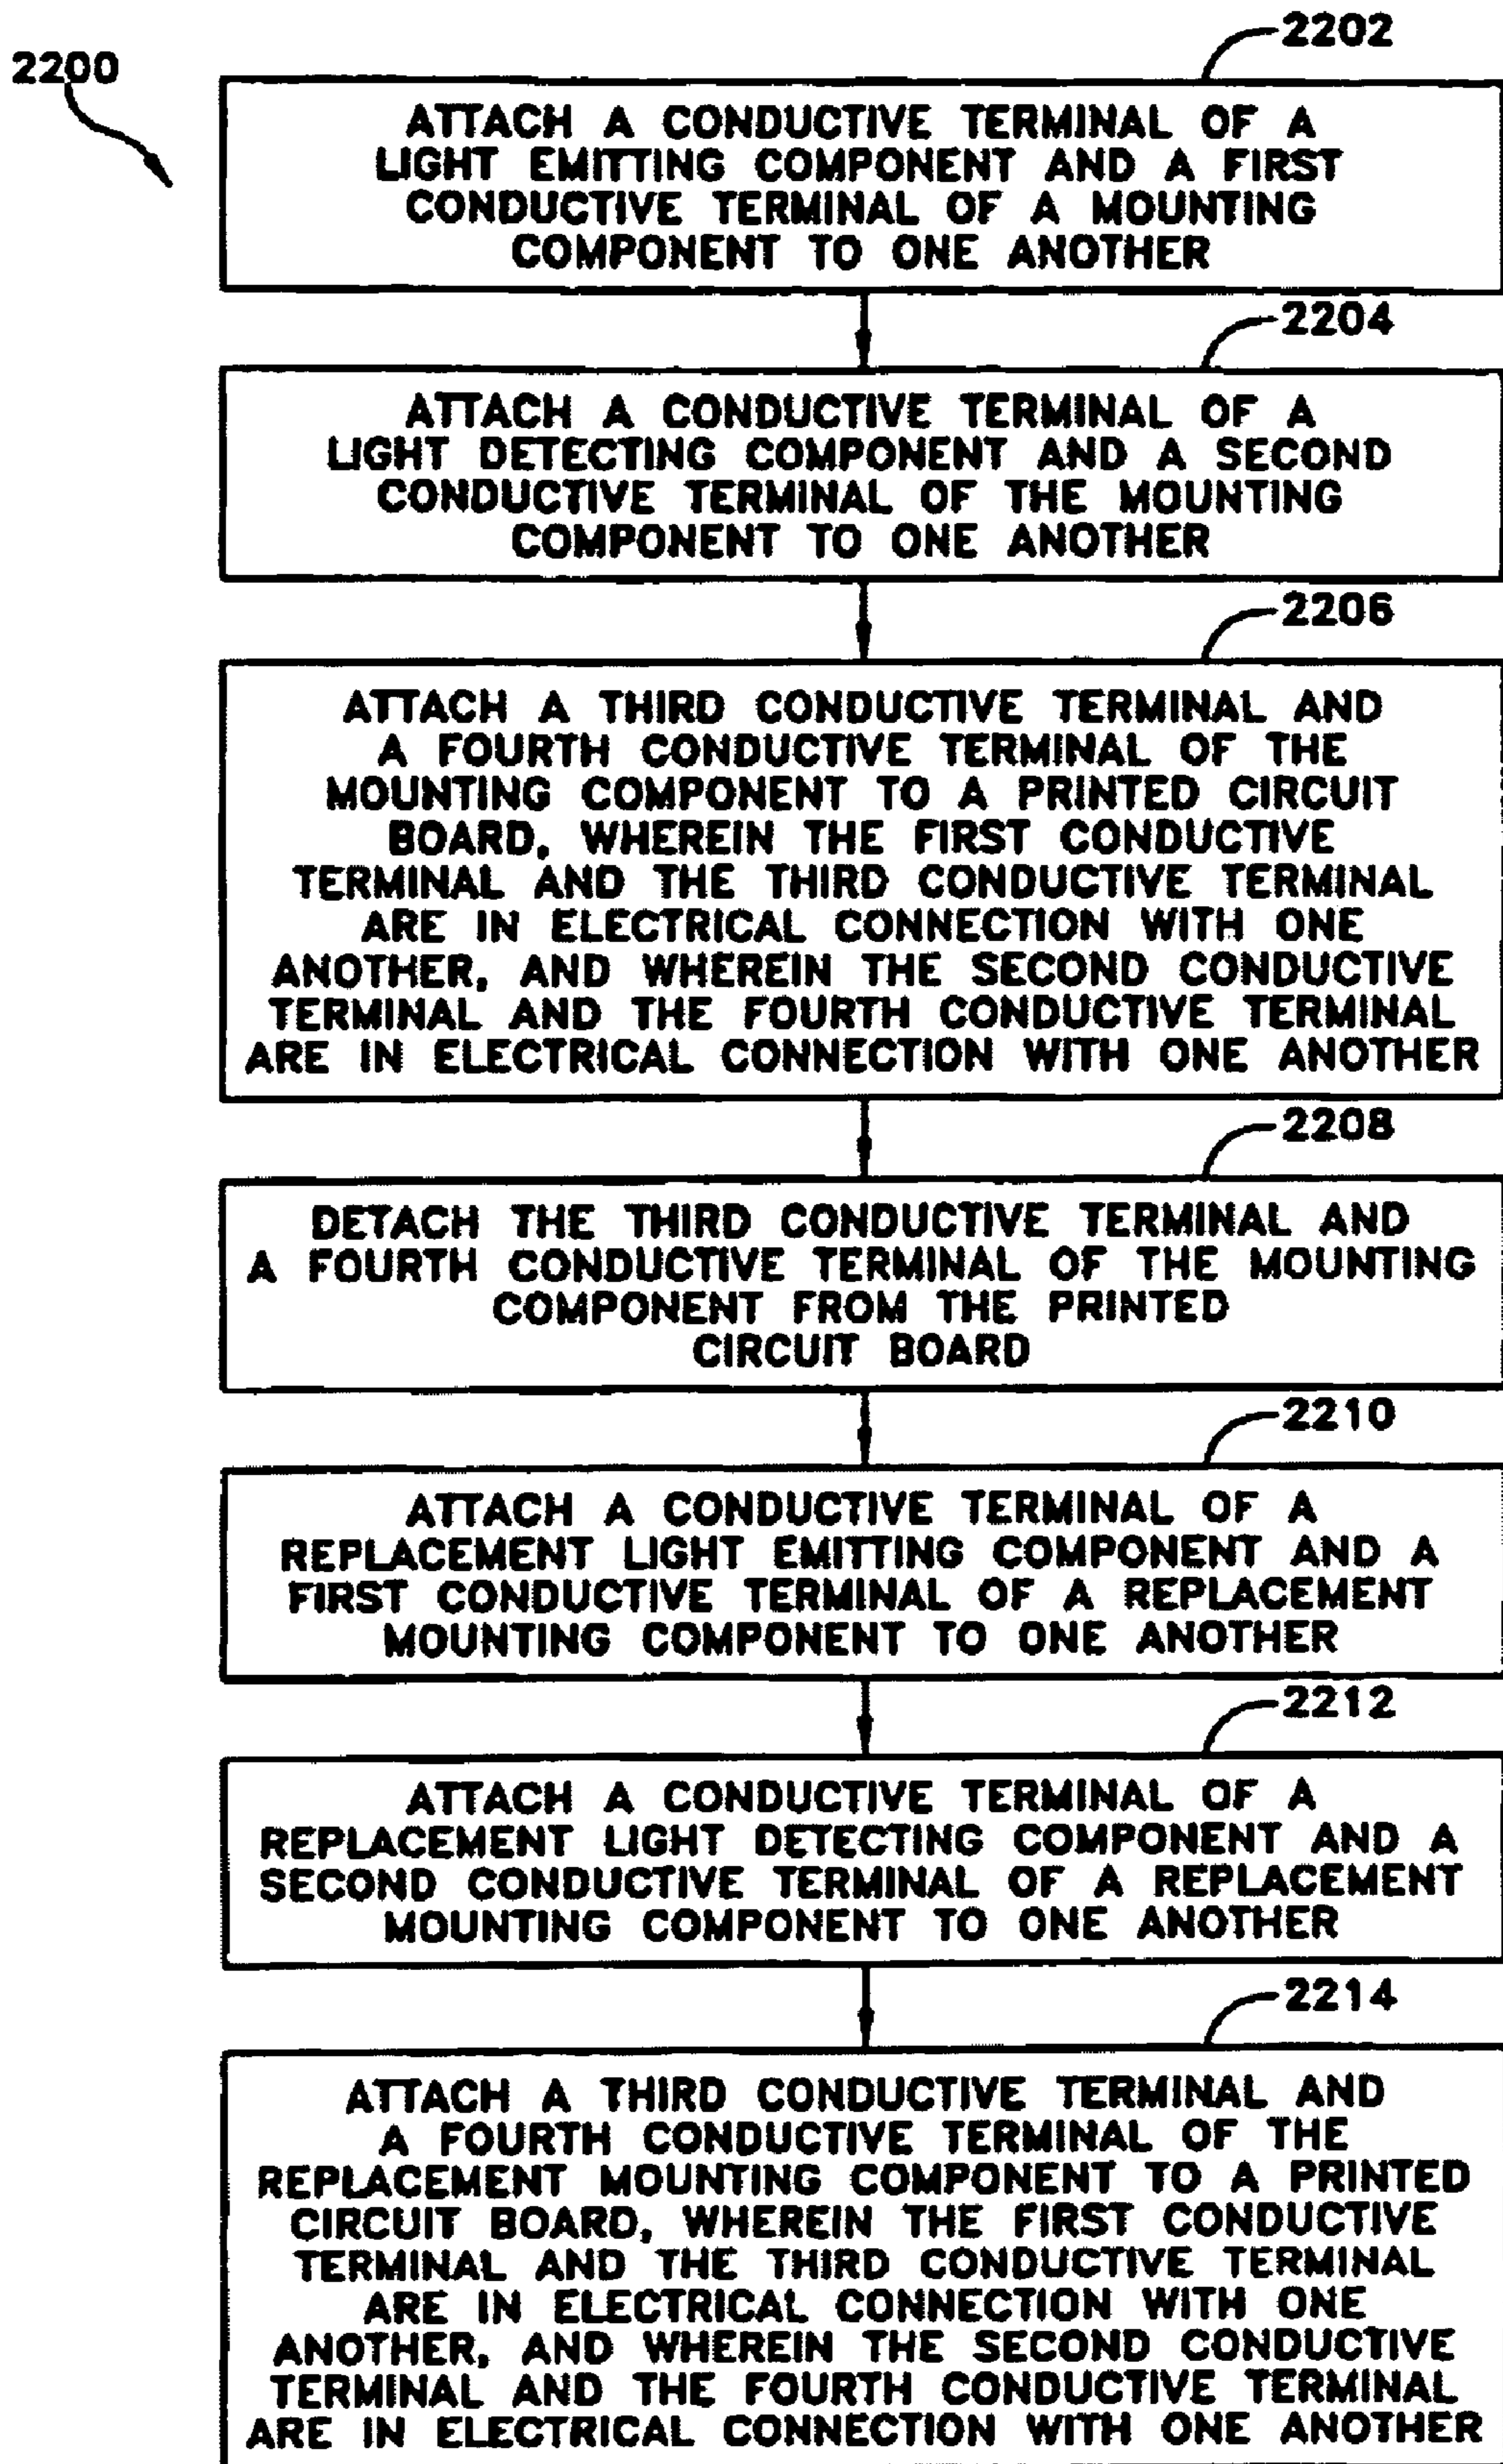 2200
2202
ATTACH A CONDUCTIVE TERMINAL OF A
LIGHT EMITTING COMPONENT AND A FIRST
CONDUCTIVE TERMINAL OF A MOUNTING
COMPONENT TO ONE ANOTHER
2204
ATTACH A CONDUCTIVE TERMINAL OF A
LIGHT DETECTING COMPONENT AND A SECOND
CONDUCTIVE TERMINAL OF THE MOUNTING
COMPONENT TO ONE ANOTHER
2206
ATTACH A THIRD CONDUCTIVE TERMINAL AND
A FOURTH CONDUCTIVE TERMINAL OF THE
MOUNTING COMPONENT TO A PRINTED CIRCUIT
BOARD, WHEREIN THE FIRST CONDUCTIVE
TERMINAL AND THE THIRD CONDUCTIVE TERMINAL
ARE IN ELECTRICAL CONNECTION WITH ONE
ANOTHER, AND WHEREIN THE SECOND CONDUCTIVE
TERMINAL AND THE FOURTH CONDUCTIVE TERMINAL
ARE IN ELECTRICAL CONNECTION WITH ONE ANOTHER
2208
DETACH THE THIRD CONDUCTIVE TERMINAL AND
A FOURTH CONDUCTIVE TERMINAL OF THE MOUNTING
COMPONENT FROM THE PRINTED
CIRCUIT BOARD
2210
ATTACH A CONDUCTIVE TERMINAL OF A
REPLACEMENT LIGHT EMITTING COMPONENT AND A
FIRST CONDUCTIVE TERMINAL OF A REPLACEMENT
MOUNTING COMPONENT TO ONE ANOTHER
2212
ATTACH A CONDUCTIVE TERMINAL OF A
REPLACEMENT LIGHT DETECTING COMPONENT AND A
SECOND CONDUCTIVE TERMINAL OF A REPLACEMENT
MOUNTING COMPONENT TO ONE ANOTHER
2214
ATTACH A THIRD CONDUCTIVE TERMINAL AND
A FOURTH CONDUCTIVE TERMINAL OF THE
REPLACEMENT MOUNTING COMPONENT TO A PRINTED
CIRCUIT BOARD, WHEREIN THE FIRST CONDUCTIVE
TERMINAL AND THE THIRD CONDUCTIVE TERMINAL
ARE IN ELECTRICAL CONNECTION WITH ONE
ANOTHER, AND WHEREIN THE SECOND CONDUCTIVE
TERMINAL AND THE FOURTH CONDUCTIVE TERMINAL
ARE IN ELECTRICAL CONNECTION WITH ONE ANOTHER